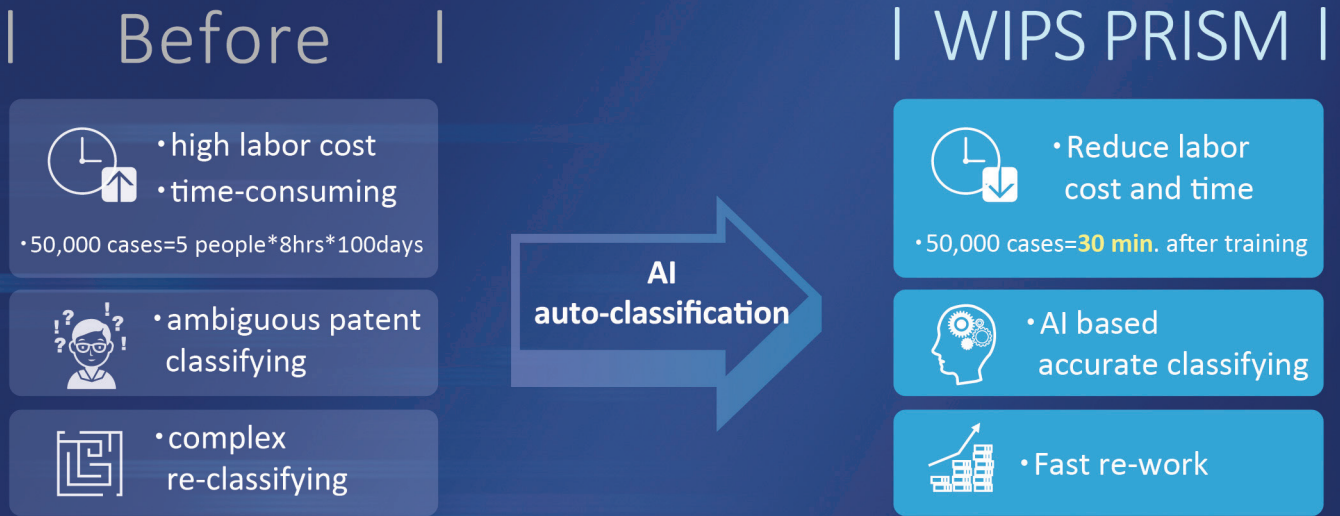 | Before |
·high labor cost
·time-consuming
·50,000 cases=5 people*8hrs*100days
!??!?!
·ambiguous patent
classifying
·complex
re-classifying
AI
auto-classification
| WIPS PRISM |
·Reduce labor
cost and time
·50,000 cases=30 min. after training
·AI based
accurate classifying
·Fast re-work